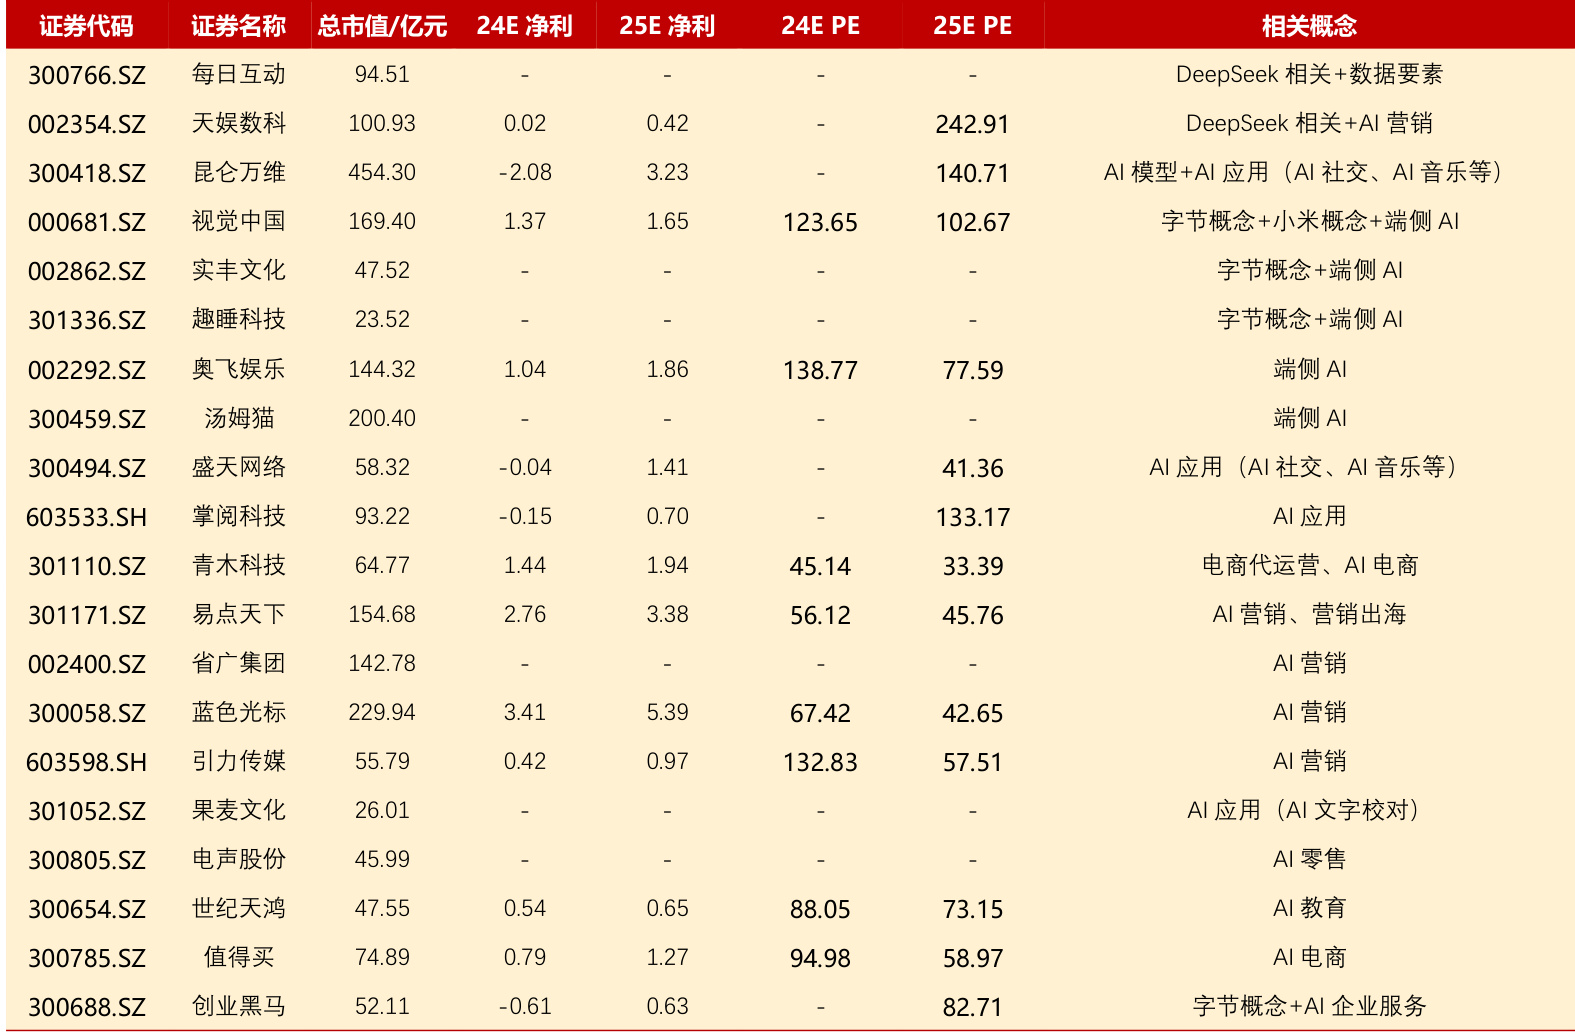 证券代码 证券名称 总市值/亿元 24E 净利 25E 净利 24E PE 25E PE 相关概念
300766.SZ 每日互动 94.51 - - - - DeepSeek 相关+数据要素
002354.SZ 天娱数科 100.93 0.02 0.42 - 242.91 DeepSeek 相关+AI 营销
300418.SZ 昆仑万维 454.30 -2.08 3.23 - 140.71 AI 模型+AI 应用（AI 社交、AI 音乐等）
000681.SZ 视觉中国 169.40 1.37 1.65 123.65 102.67 字节概念+小米概念+端侧 AI
002862.SZ 实丰文化 47.52 - - - - 字节概念+端侧 AI
301336.SZ 趣睡科技 23.52 - - - - 字节概念+端侧 AI
002292.SZ 奥飞娱乐 144.32 1.04 1.86 138.77 77.59 端侧 AI
300459.SZ 汤姆猫 200.40 - - - - 端侧 AI
300494.SZ 盛天网络 58.32 -0.04 1.41 - 41.36 AI 应用（AI 社交、AI 音乐等）
603533.SH 掌阅科技 93.22 -0.15 0.70 - 133.17 AI 应用
301110.SZ 青木科技 64.77 1.44 1.94 45.14 33.39 电商代运营、AI 电商
301171.SZ 易点天下 154.68 2.76 3.38 56.12 45.76 AI 营销、营销出海
002400.SZ 省广集团 142.78 - - - - AI 营销
300058.SZ 蓝色光标 229.94 3.41 5.39 67.42 42.65 AI 营销
603598.SH 引力传媒 55.79 0.42 0.97 132.83 57.51 AI 营销
301052.SZ 果麦文化 26.01 - - - - AI 应用（AI 文字校对）
300805.SZ 电声股份 45.99 - - - - AI 零售
300654.SZ 世纪天鸿 47.55 0.54 0.65 88.05 73.15 AI 教育
300785.SZ 值得买 74.89 0.79 1.27 94.98 58.97 AI 电商
300688.SZ 创业黑马 52.11 -0.61 0.63 - 82.71 字节概念+AI 企业服务